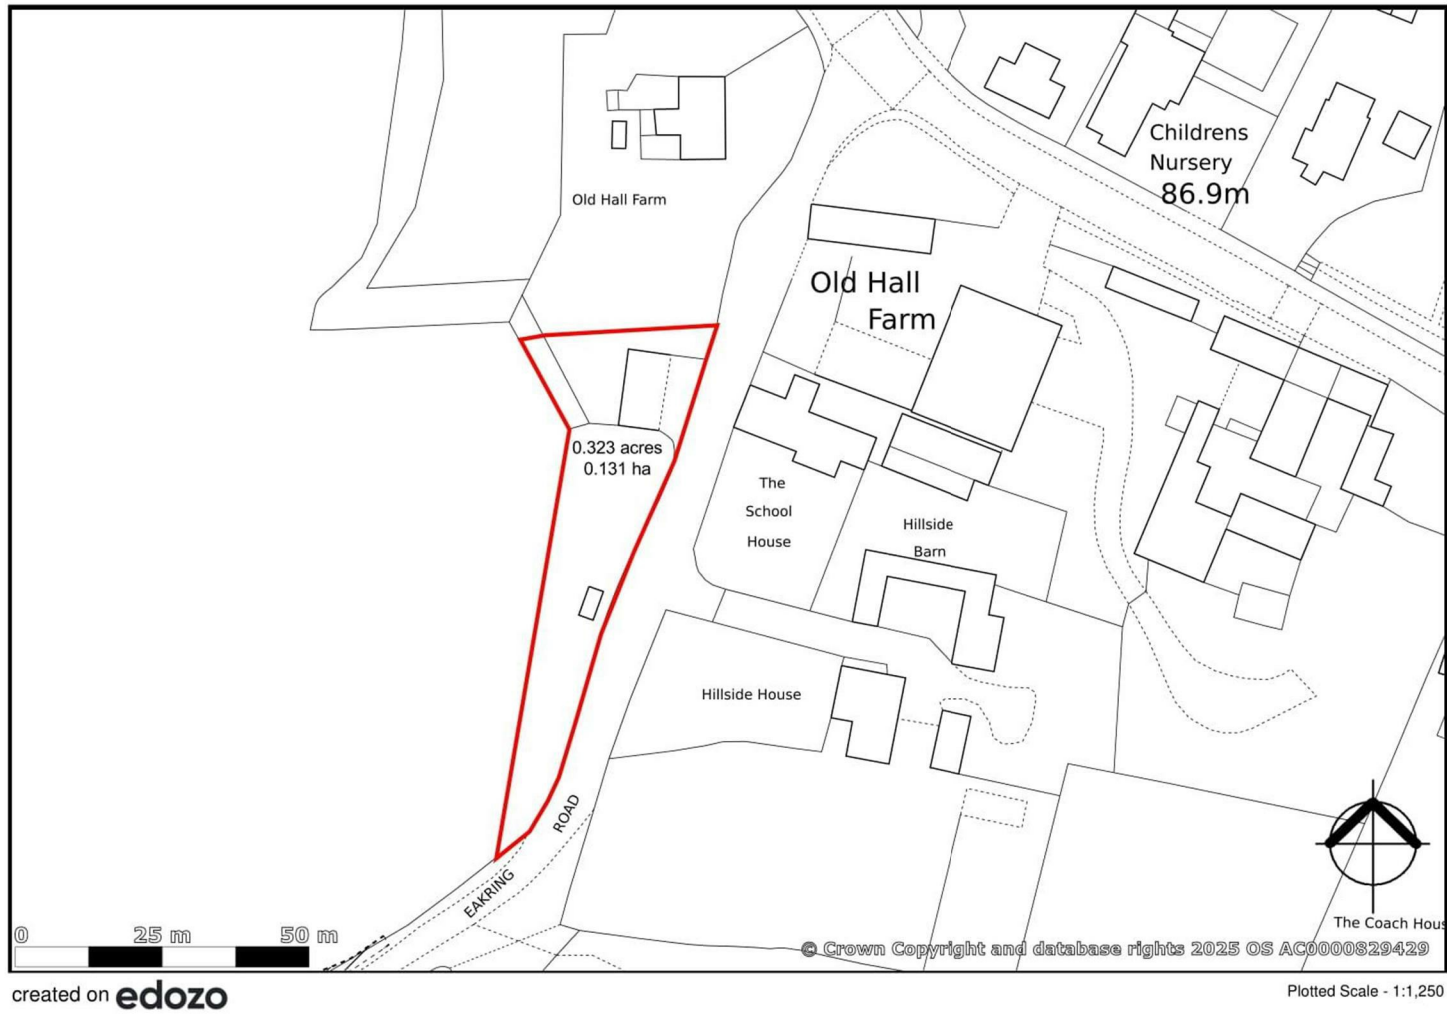 Childrens
Nursery
86.9m
Old Hall Farm
Old Hall
Farm
0.323 acres
0.131 ha
The
School
House
Hillside
Barn
Hillside House
ROAD
EAKRING
The Coach Hous
0 25 m 50 m
© Crown Copyright and database rights 2025 OS AC0000829429
created on edozo
Plotted Scale - 1:1,250